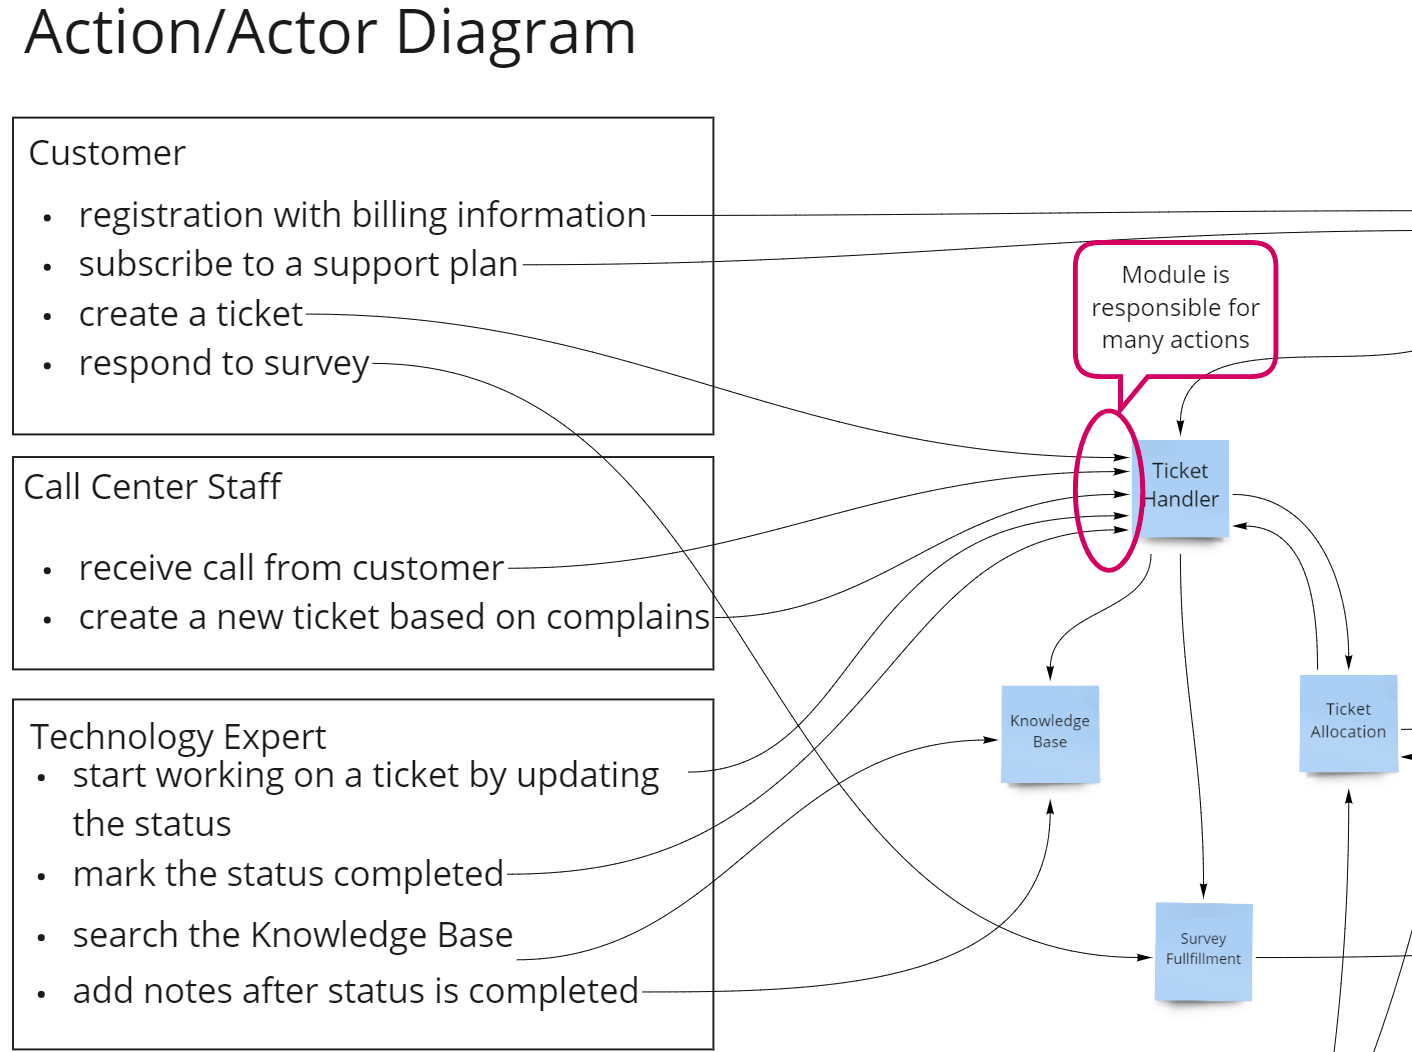 Action/Actor Diagram
Customer
• registration with billing information
• subscribe to a support plan
• create a ticket
• respond to survey
Module is
responsible for
many actions
Ticket
Handler
Call Center Staff
• receive call from customer
• create a new ticket based on complains
Technology Expert
• start working on a ticket by updating
the status
• mark the status completed
• search the Knowledge Base
• add notes after status is completed
Knowledge
Base
Ticket
Allocation
Survey
Fullfillment